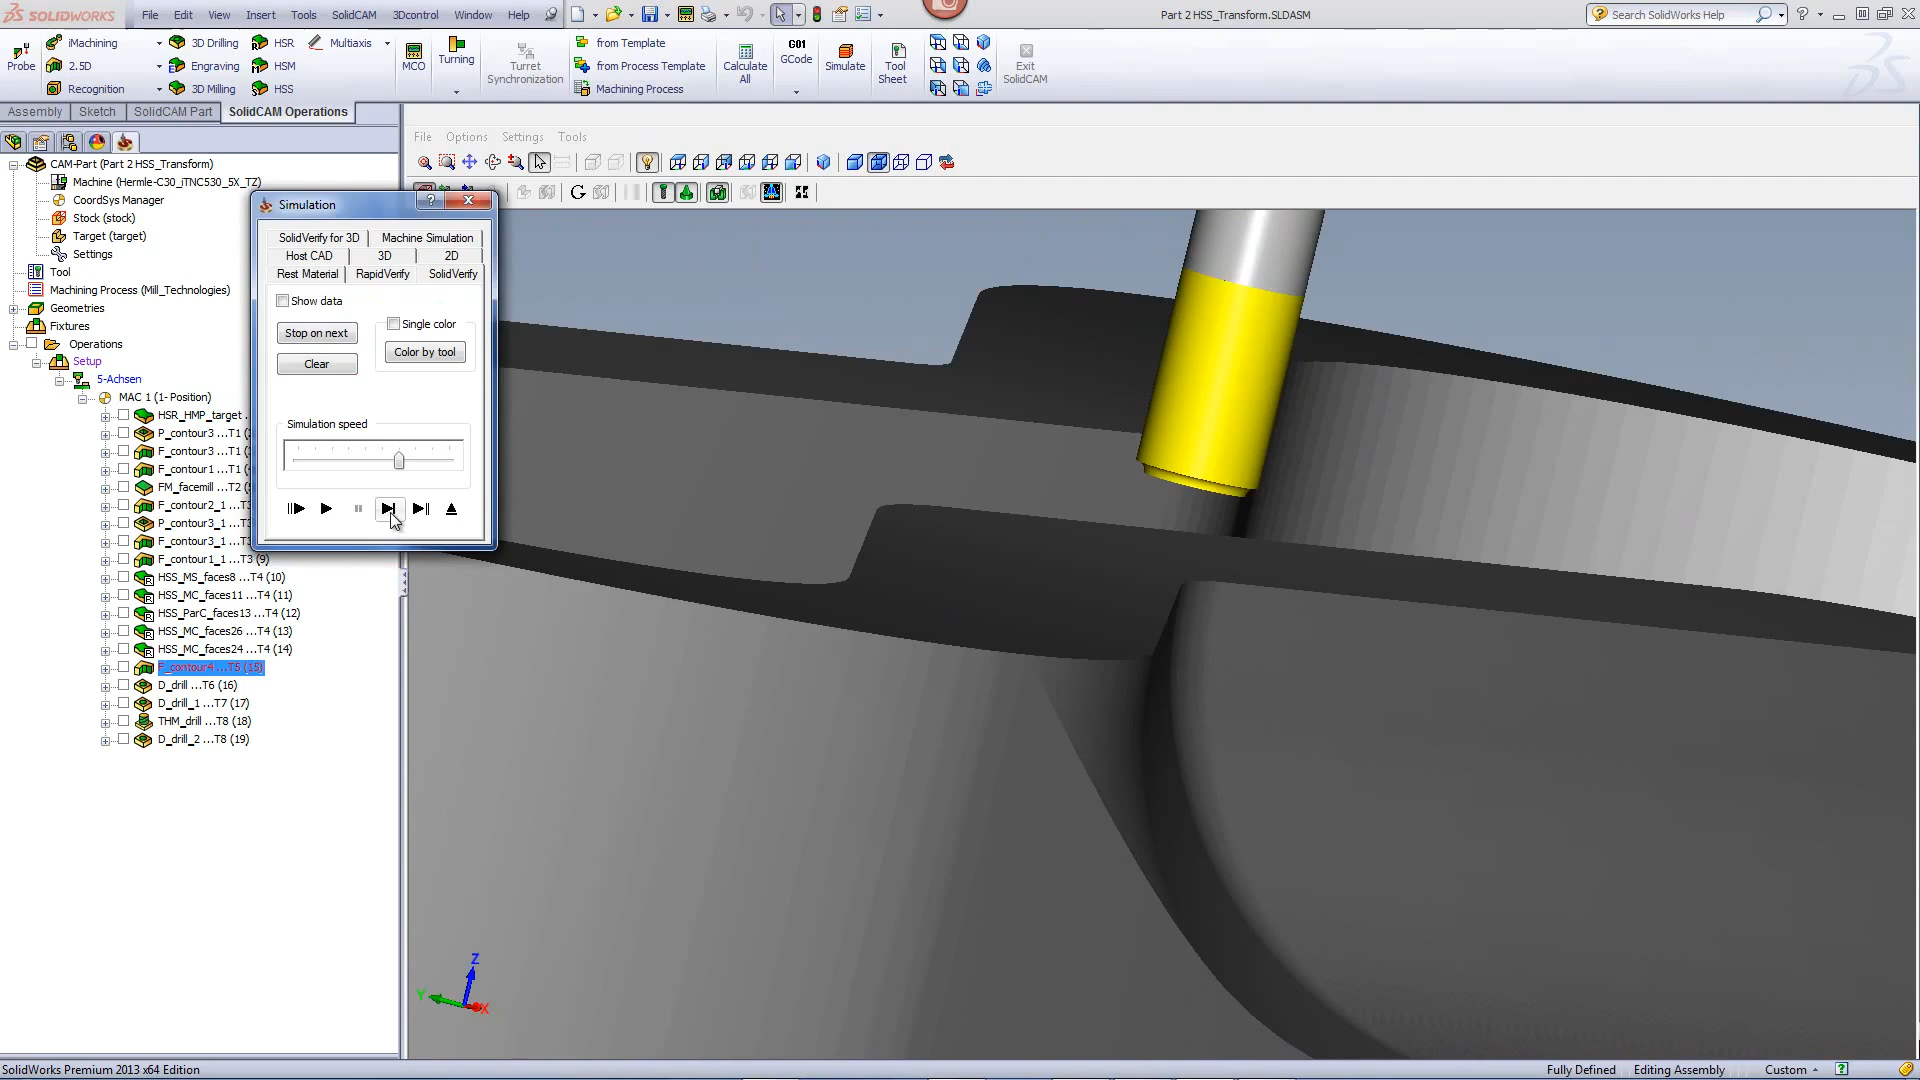 SOLIDWORKS
File Edit View Insert Tools SolidCAM 3Dcontrol Window Help
Part 2 HSS_Transform.SLDASM
Search SolidWorks Help
Probe
iMachining
2.5D
Recognition
3D Drilling
Engraving
3D Milling
HSR
HSM
HSS
Multiaxis
MCO
Turning
Turret
Synchronization
from Template
from Process Template
Machining Process
Calculate
All
G01
GCode
Simulate
Tool
Sheet
Exit
SolidCAM
Assembly Sketch SolidCAM Part SolidCAM Operations
File Options Settings Tools
CAM-Part (Part 2 HSS_Transform)
Machine (Hermle-C30_iTNC530_5X_TZ)
CoordSys Manager
Stock (stock)
Target (target)
Settings
Tool
Machining Process (Mill_Technologies)
Geometries
Fixtures
Operations
Setup
5-Achsen
MAC 1 (1- Position)
HSR_HMP_target
P_contour3 ...T1
F_contour3 ...T1
F_contour1 ...T1
FM_facemill ...T2
F_contour2_1
P_contour3_1
F_contour3_1
F_contour1_1 ...T3 (9)
HSS_MS_faces8 ...T4 (10)
HSS_MC_faces11 ...T4 (11)
HSS_ParC_faces13 ...T4 (12)
HSS_MC_faces26 ...T4 (13)
HSS_MC_faces24 ...T4 (14)
F_contour4 ...T5 (15)
D_drill ...T6 (16)
D_drill_1 ...T7 (17)
THM_drill ...T8 (18)
D_drill_2 ...T8 (19)
Simulation
SolidVerify for 3D Machine Simulation
Host CAD 3D 2D
Rest Material RapidVerify SolidVerify
Show data
Stop on next
Single color
Clear
Color by tool
Simulation speed
Z
Y
X
SolidWorks Premium 2013 x64 Edition
Fully Defined Editing Assembly Custom